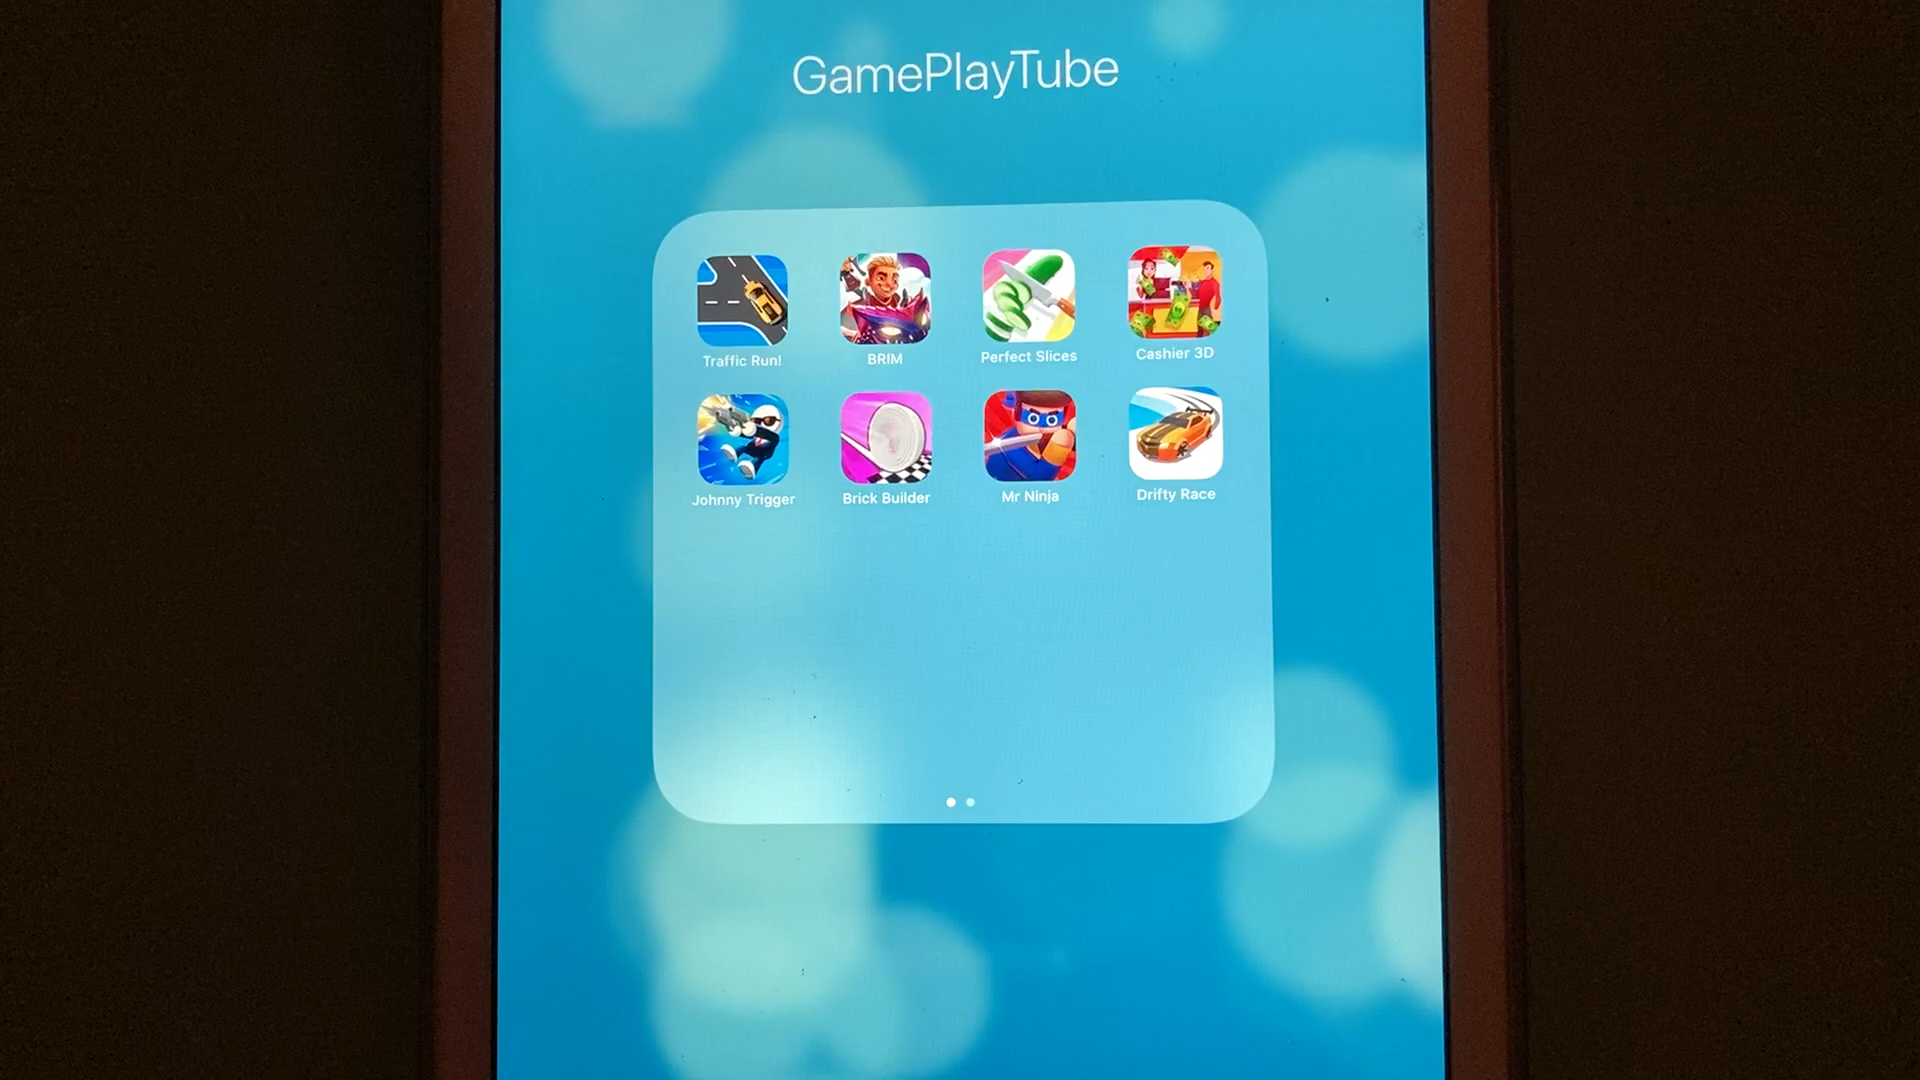 GamePlayTube
Traffic Run!
BRIM
Perfect Slices
Cashier 3D
Johnny Trigger
Brick Builder
Mr Ninja
Drifty Race